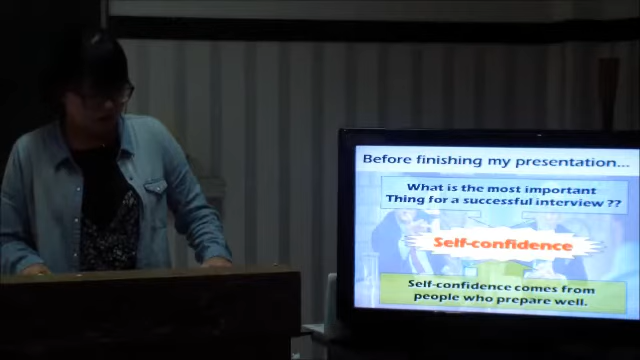 Before finishing my presentation...
What is the most important
Thing for a successful interview ??
Self-confidence
Self-confidence comes from
people who prepare well.